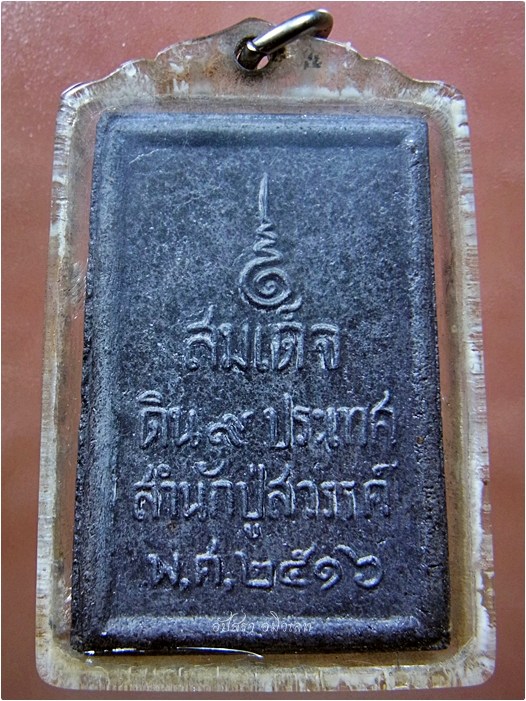 สมเด็จ
ดิน ๙ ประเทศ
สำนักปู่สวรรค์
พ.ศ.๒๕๑๖